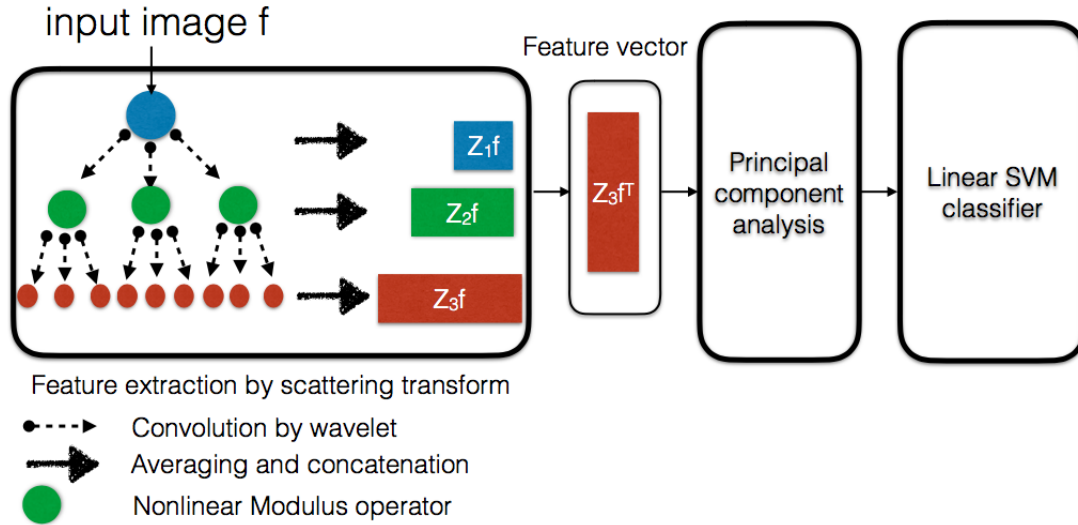 input image f
Feature vector
Z₁f
Z₂f
Z₃f
Z₃fᵀ
Principal
component
analysis
Linear SVM
classifier
Feature extraction by scattering transform
Convolution by wavelet
Averaging and concatenation
Nonlinear Modulus operator